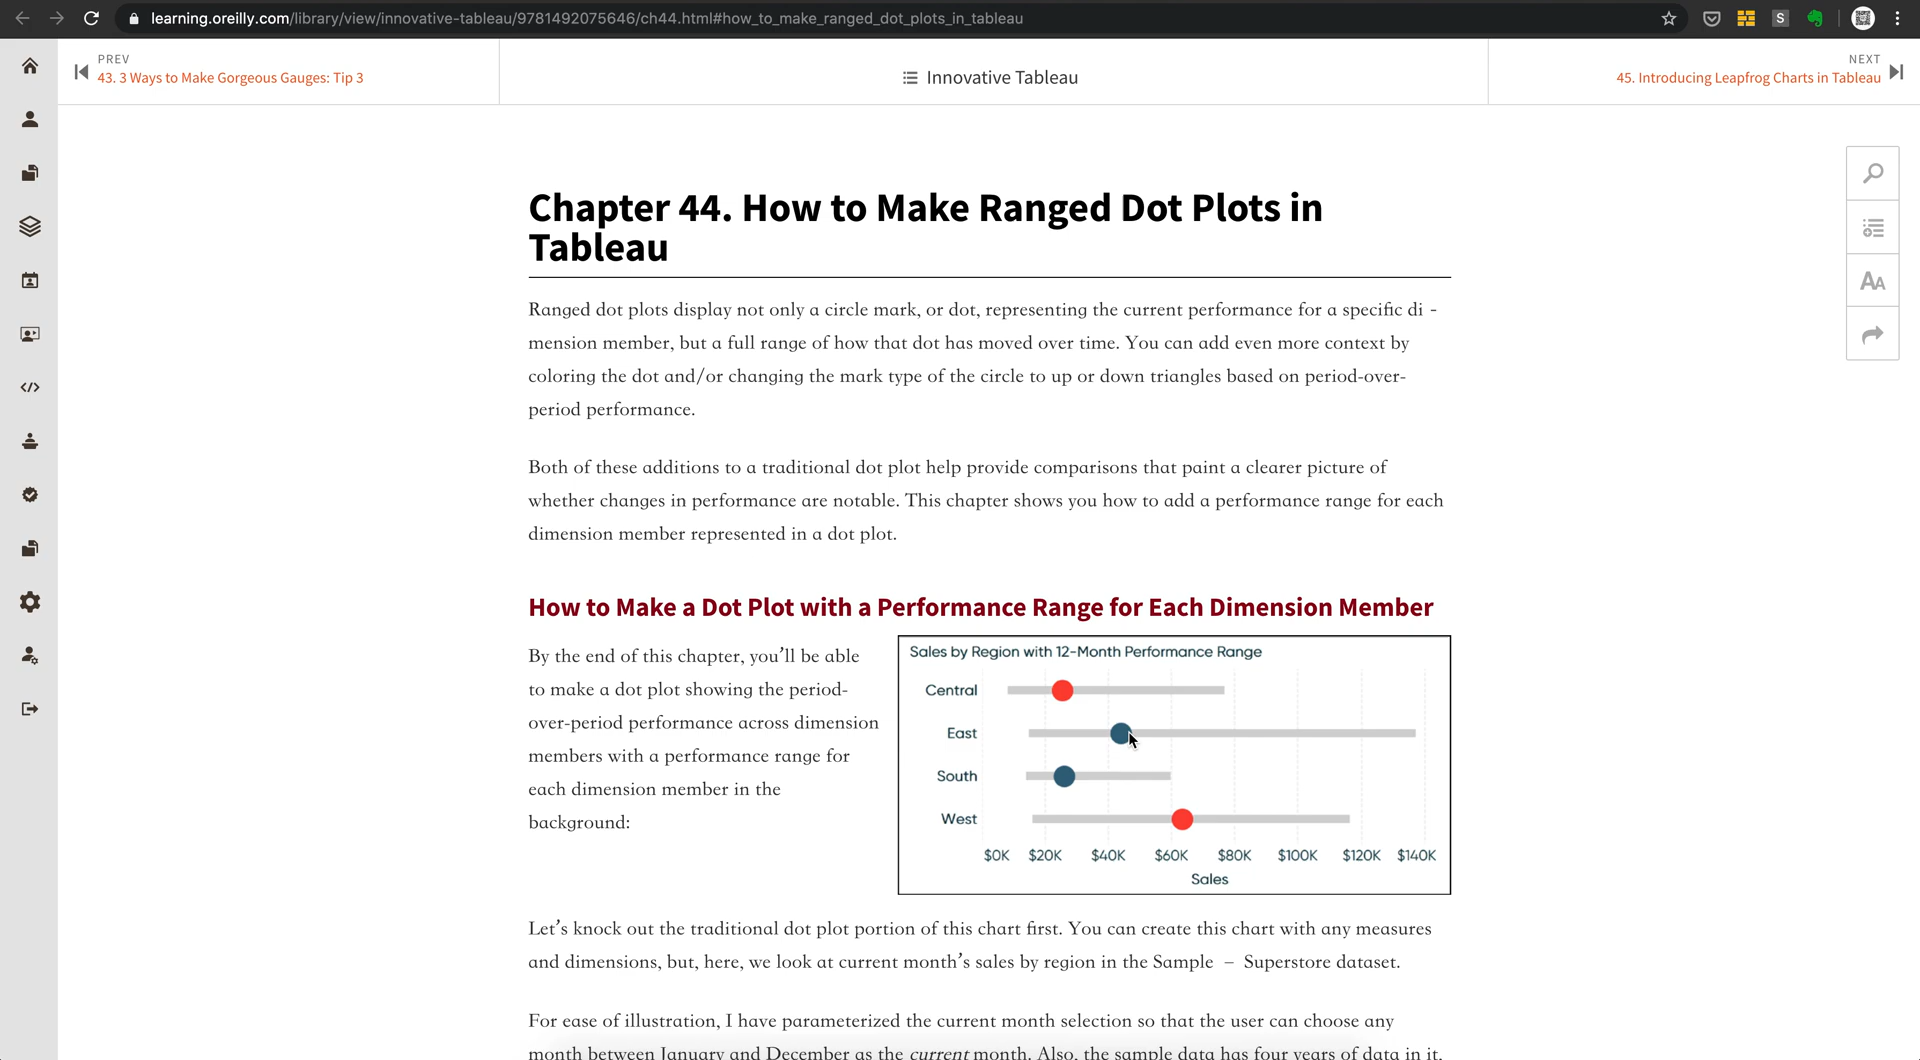 learning.oreilly.com/library/view/innovative-tableau/9781492075646/ch44.html#how_to_make_ranged_dot_plots_in_tableau
S
PREV
43. 3 Ways to Make Gorgeous Gauges: Tip 3
Innovative Tableau
NEXT
45. Introducing Leapfrog Charts in Tableau
AA
Chapter 44. How to Make Ranged Dot Plots in
Tableau
Ranged dot plots display not only a circle mark, or dot, representing the current performance for a specific di -
mension member, but a full range of how that dot has moved over time. You can add even more context by
coloring the dot and/or changing the mark type of the circle to up or down triangles based on period-over-
period performance.
Both of these additions to a traditional dot plot help provide comparisons that paint a clearer picture of
whether changes in performance are notable. This chapter shows you how to add a performance range for each
dimension member represented in a dot plot.
How to Make a Dot Plot with a Performance Range for Each Dimension Member
By the end of this chapter, you’ll be able
to make a dot plot showing the period-
over-period performance across dimension
members with a performance range for
each dimension member in the
background:
Sales by Region with 12-Month Performance Range
Central
East
South
West
$0K $20K $40K $60K $80K $100K $120K $140K
Sales
Let’s knock out the traditional dot plot portion of this chart first. You can create this chart with any measures
and dimensions, but, here, we look at current month’s sales by region in the Sample – Superstore dataset.
For ease of illustration, I have parameterized the current month selection so that the user can choose any
month between January and December as the current month. Also, the sample data has four years of data in it,